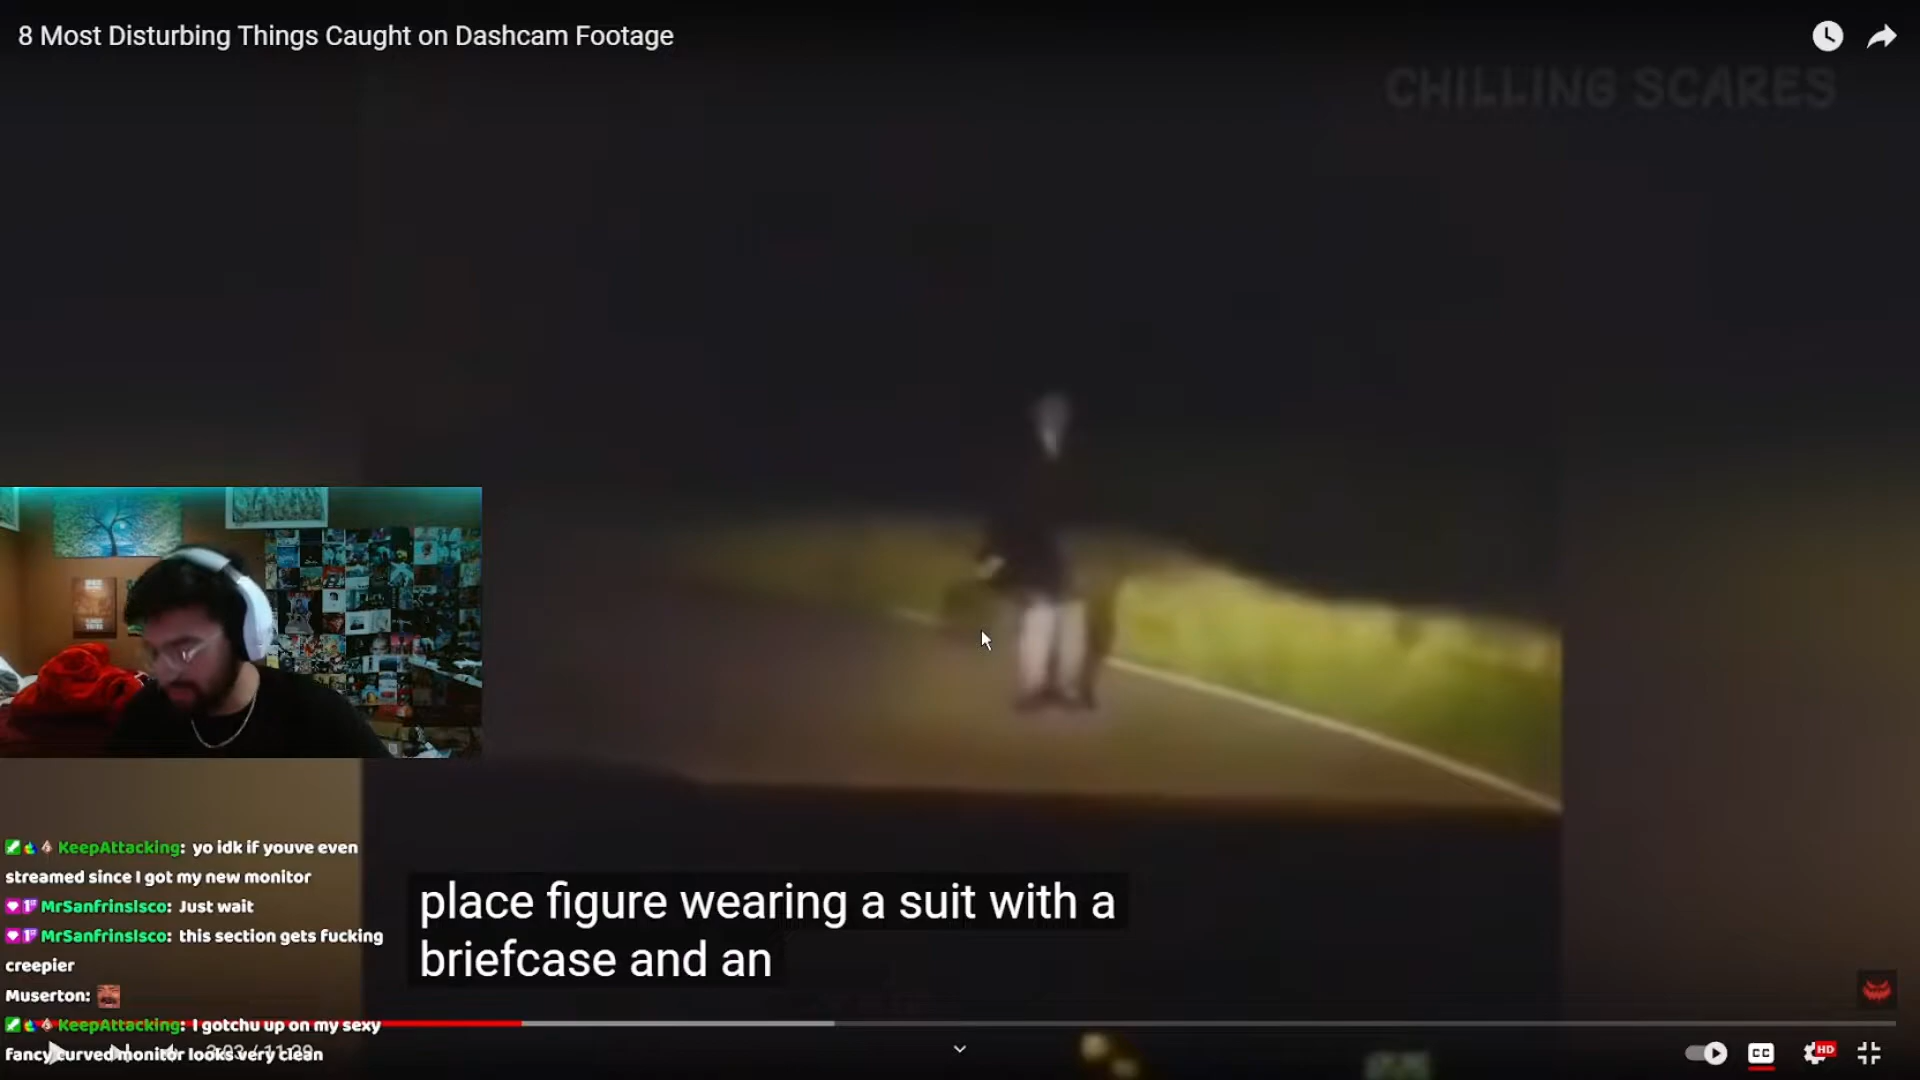 8 Most Disturbing Things Caught on Dashcam Footage
CHILLING SCARES
KeepAttacking: yo idk if youve even
streamed since I got my new monitor
MrSanfrinsIsco: Just wait
MrSanfrinsIsco: this section gets fucking
creepier
Muserton:
KeepAttacking: I gotchu up on my sexy
fancy curved monitor looks very clean
place figure wearing a suit with a
briefcase and an
CC
HD